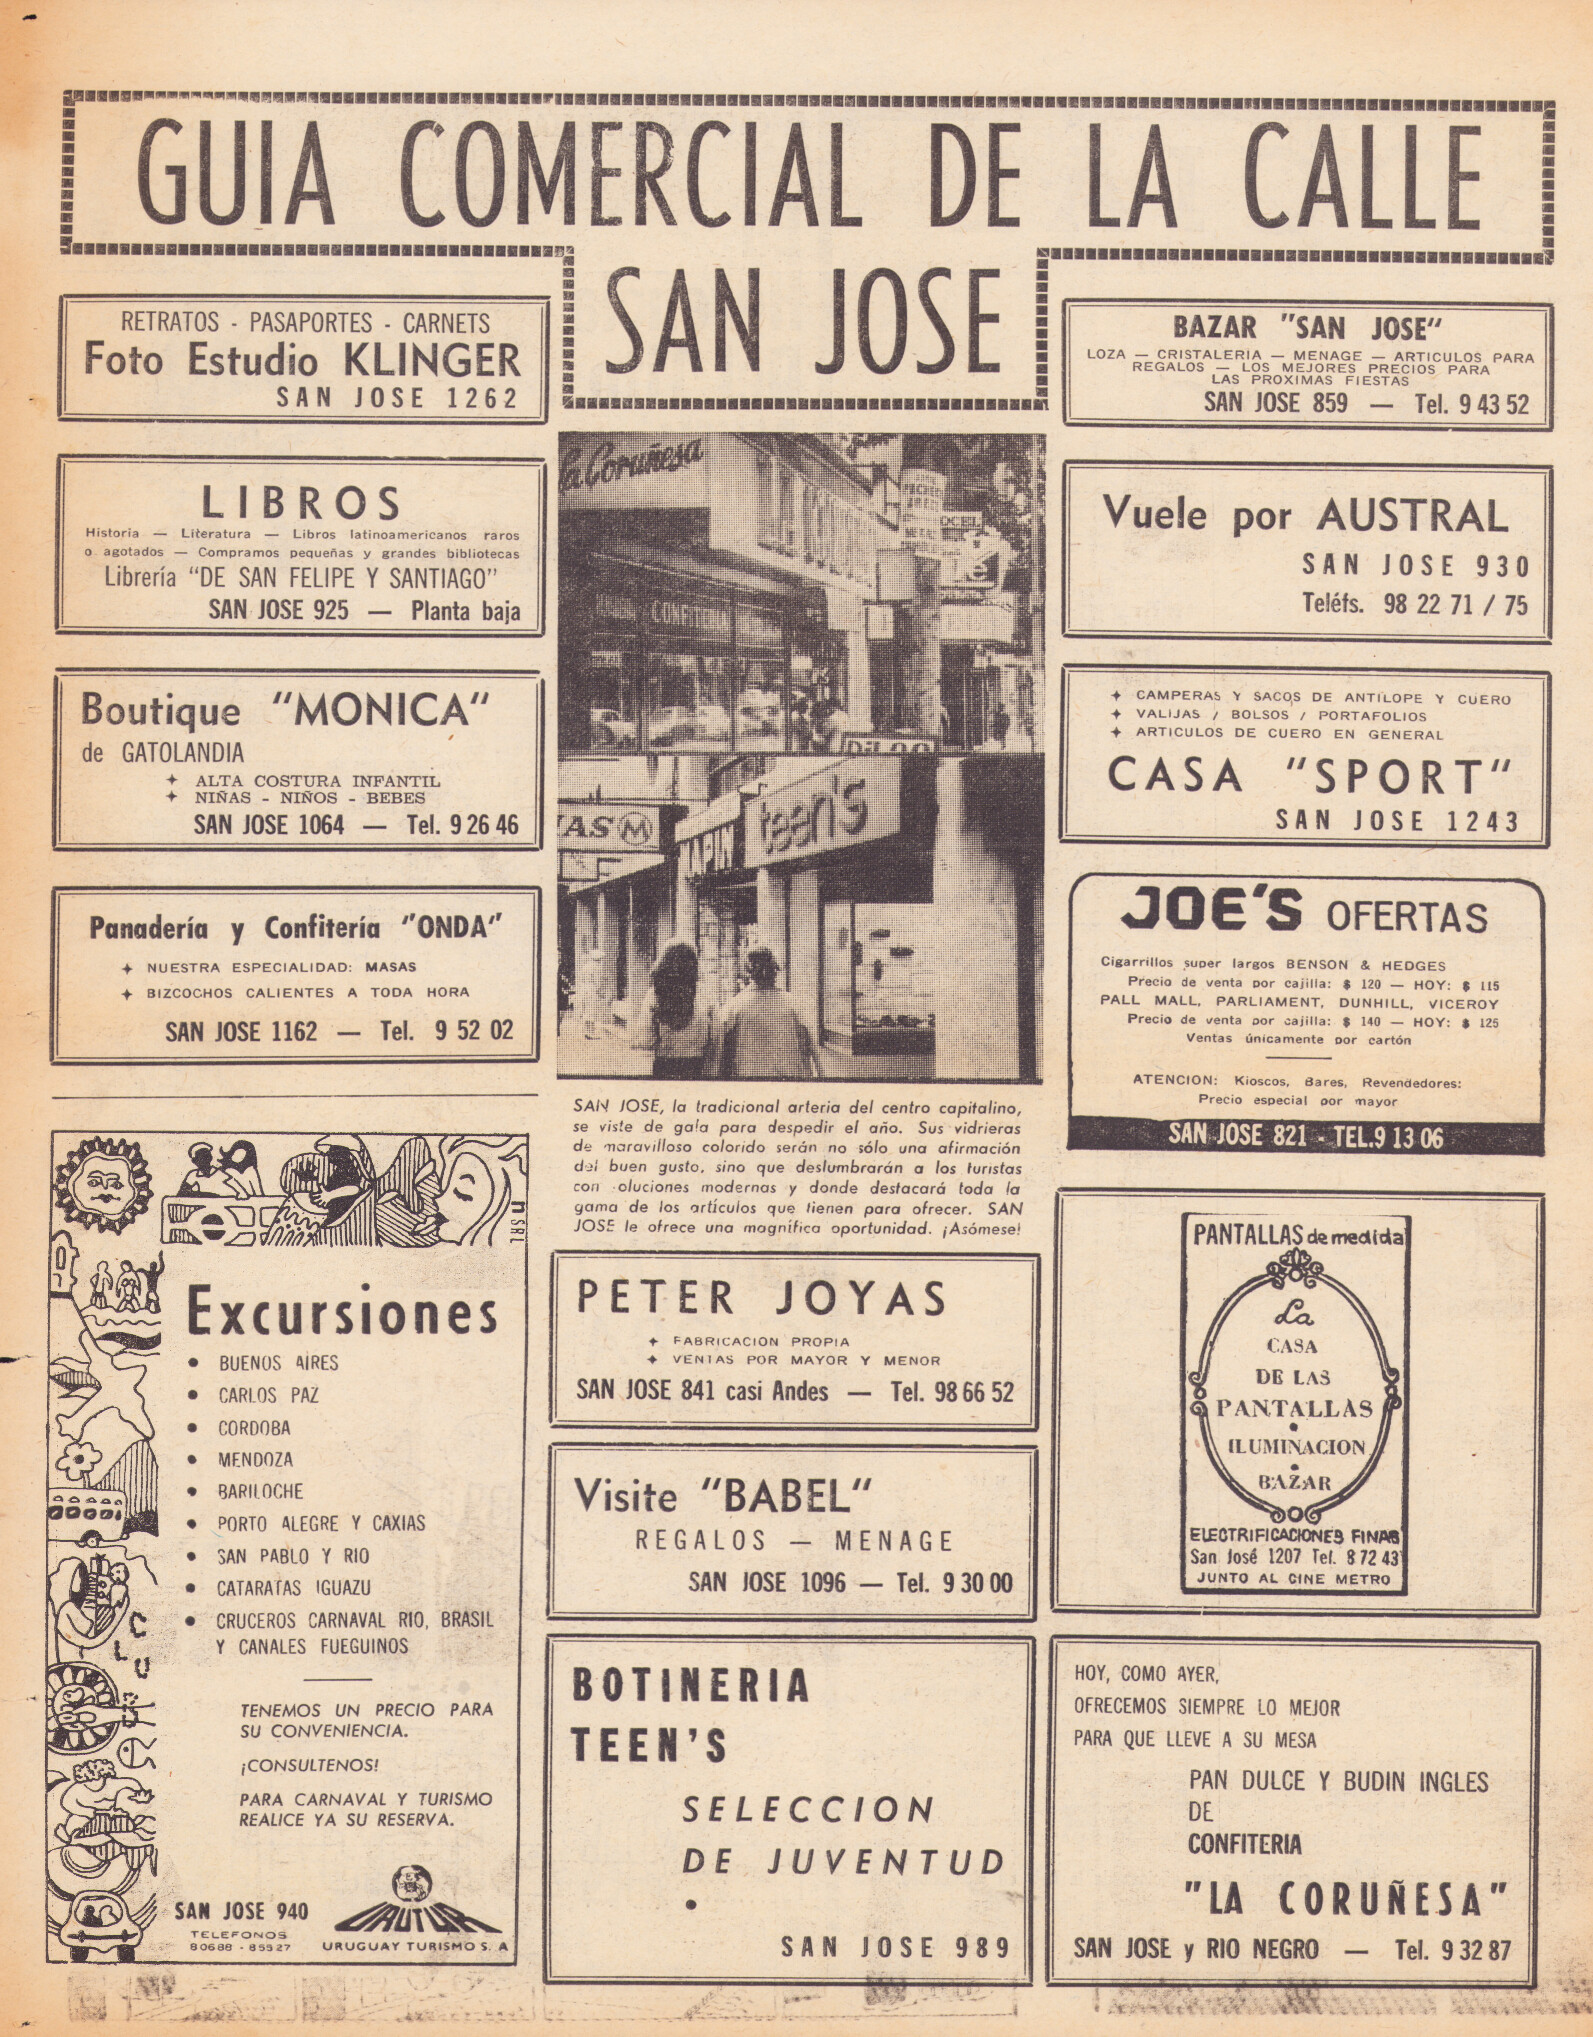 GUIA COMERCIAL DE LA CALLE
SAN JOSE
RETRATOS - PASAPORTES - CARNETS
Foto Estudio KLINGER
SAN JOSE 1262
LIBROS
Historia — Literatura — Libros latinoamericanos raros
o agotados — Compramos pequeñas y grandes bibliotecas
Librería "DE SAN FELIPE Y SANTIAGO"
SAN JOSE 925 — Planta baja
Boutique "MONICA"
de GATOLANDIA
✦ ALTA COSTURA INFANTIL
✦ NIÑAS - NIÑOS - BEBES
SAN JOSE 1064 — Tel. 9 26 46
Panadería y Confitería "ONDA"
✦ NUESTRA ESPECIALIDAD: MASAS
✦ BIZCOCHOS CALIENTES A TODA HORA
SAN JOSE 1162 — Tel. 9 52 02
n SRL
Excursiones
• BUENOS AIRES
• CARLOS PAZ
• CORDOBA
• MENDOZA
• BARILOCHE
• PORTO ALEGRE Y CAXIAS
• SAN PABLO Y RIO
• CATARATAS IGUAZU
• CRUCEROS CARNAVAL RIO, BRASIL
Y CANALES FUEGUINOS
TENEMOS UN PRECIO PARA
SU CONVENIENCIA.
¡CONSULTENOS!
PARA CARNAVAL Y TURISMO
REALICE YA SU RESERVA.
SAN JOSE 940
TELEFONOS
80688 - 85527
URUTUR
URUGUAY TURISMO S. A
la Coruñesa
CONFITERIA
AS M
TAPIN
teen's
SAN JOSE, la tradicional arteria del centro capitalino,
se viste de gala para despedir el año. Sus vidrieras
de maravilloso colorido serán no sólo una afirmación
del buen gusto, sino que deslumbrarán a los turistas
con oluciones modernas y donde destacará toda la
gama de los artículos que tienen para ofrecer. SAN
JOSE le ofrece una magnífica oportunidad. ¡Asómese!
PETER JOYAS
✦ FABRICACION PROPIA
✦ VENTAS POR MAYOR Y MENOR
SAN JOSE 841 casi Andes — Tel. 98 66 52
Visite "BABEL"
REGALOS — MENAGE
SAN JOSE 1096 — Tel. 9 30 00
BOTINERIA
TEEN'S
SELECCION
DE JUVENTUD
•
SAN JOSE 989
BAZAR "SAN JOSE"
LOZA — CRISTALERIA — MENAGE — ARTICULOS PARA
REGALOS — LOS MEJORES PRECIOS PARA
LAS PROXIMAS FIESTAS
SAN JOSE 859 — Tel. 9 43 52
Vuele por AUSTRAL
SAN JOSE 930
Teléfs. 98 22 71 / 75
✦ CAMPERAS Y SACOS DE ANTILOPE Y CUERO
✦ VALIJAS / BOLSOS / PORTAFOLIOS
✦ ARTICULOS DE CUERO EN GENERAL
CASA "SPORT"
SAN JOSE 1243
JOE'S OFERTAS
Cigarrillos super largos BENSON & HEDGES
Precio de venta por cajilla: $ 120 — HOY: $ 115
PALL MALL, PARLIAMENT, DUNHILL, VICEROY
Precio de venta por cajilla: $ 140 — HOY: $ 125
Ventas únicamente por cartón
ATENCION: Kioscos, Bares, Revendedores:
Precio especial por mayor
SAN JOSE 821 - TEL. 9 13 06
PANTALLAS de medida
La
CASA
DE LAS
PANTALLAS
•
ILUMINACION
•
BAZAR
ELECTRIFICACIONES FINAS
San José 1207 Tel. 8 72 43
JUNTO AL CINE METRO
HOY, COMO AYER,
OFRECEMOS SIEMPRE LO MEJOR
PARA QUE LLEVE A SU MESA
PAN DULCE Y BUDIN INGLES
DE
CONFITERIA
"LA CORUÑESA"
SAN JOSE y RIO NEGRO — Tel. 9 32 87